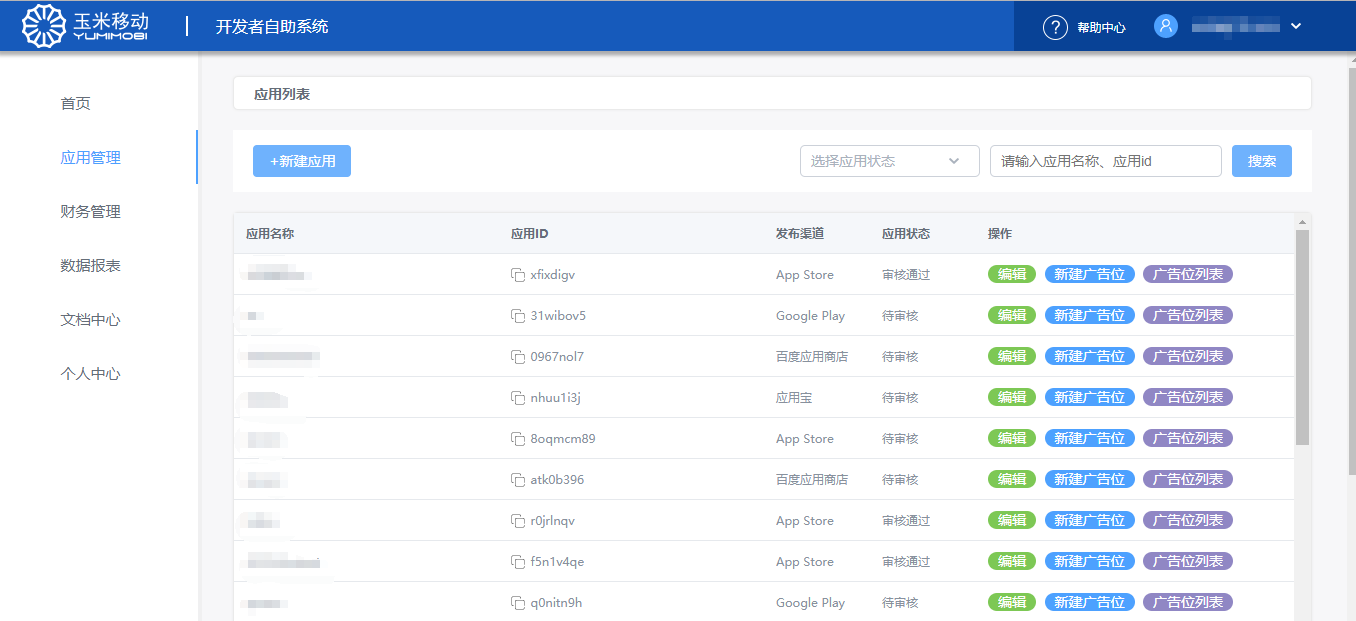 玉米移动
YUMIMOBI
开发者自助系统
? 帮助中心
首页
应用管理
财务管理
数据报表
文档中心
个人中心
应用列表
+新建应用 选择应用状态 请输入应用名称、应用id 搜索
应用名称 应用ID 发布渠道 应用状态 操作
xfixdigv App Store 审核通过 编辑 新建广告位 广告位列表
31wibov5 Google Play 待审核 编辑 新建广告位 广告位列表
0967nol7 百度应用商店 待审核 编辑 新建广告位 广告位列表
nhuu1i3j 应用宝 待审核 编辑 新建广告位 广告位列表
8oqmcm89 App Store 待审核 编辑 新建广告位 广告位列表
atk0b396 百度应用商店 待审核 编辑 新建广告位 广告位列表
r0jrlnqv App Store 审核通过 编辑 新建广告位 广告位列表
f5n1v4qe App Store 审核通过 编辑 新建广告位 广告位列表
q0nitn9h Google Play 待审核 编辑 新建广告位 广告位列表